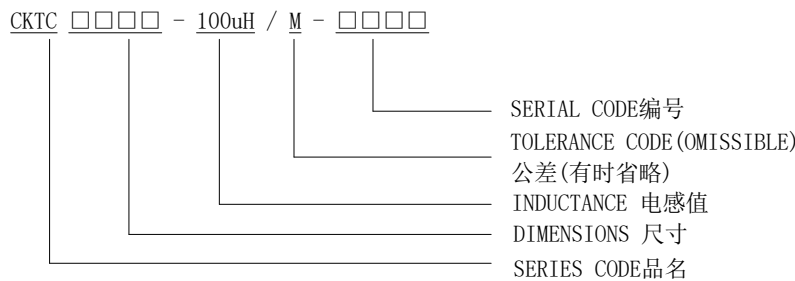 CKTC □□□□ - 100uH / M - □□□□
SERIAL CODE编号
TOLERANCE CODE(OMISSIBLE)
公差(有时省略)
INDUCTANCE 电感值
DIMENSIONS 尺寸
SERIES CODE品名